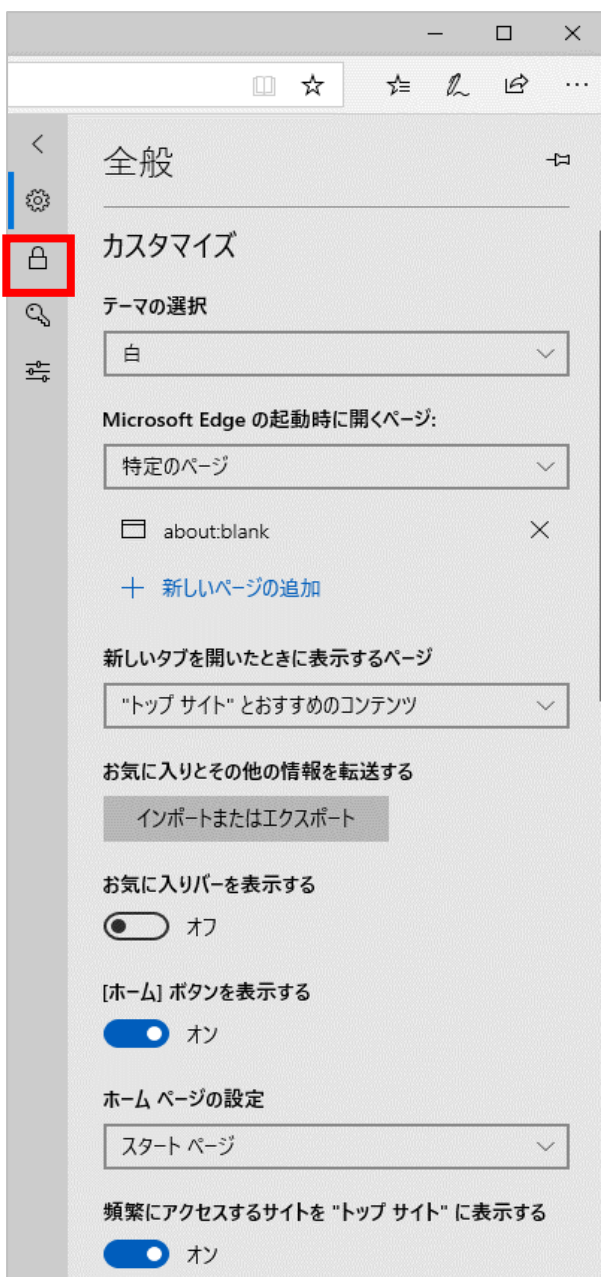 全般
カスタマイズ
テーマの選択
白
Microsoft Edge の起動時に開くページ:
特定のページ
about:blank
新しいページの追加
新しいタブを開いたときに表示するページ
"トップ サイト" とおすすめのコンテンツ
お気に入りとその他の情報を転送する
インポートまたはエクスポート
お気に入りバーを表示する
オフ
[ホーム] ボタンを表示する
オン
ホーム ページの設定
スタート ページ
頻繁にアクセスするサイトを "トップ サイト" に表示する
オン